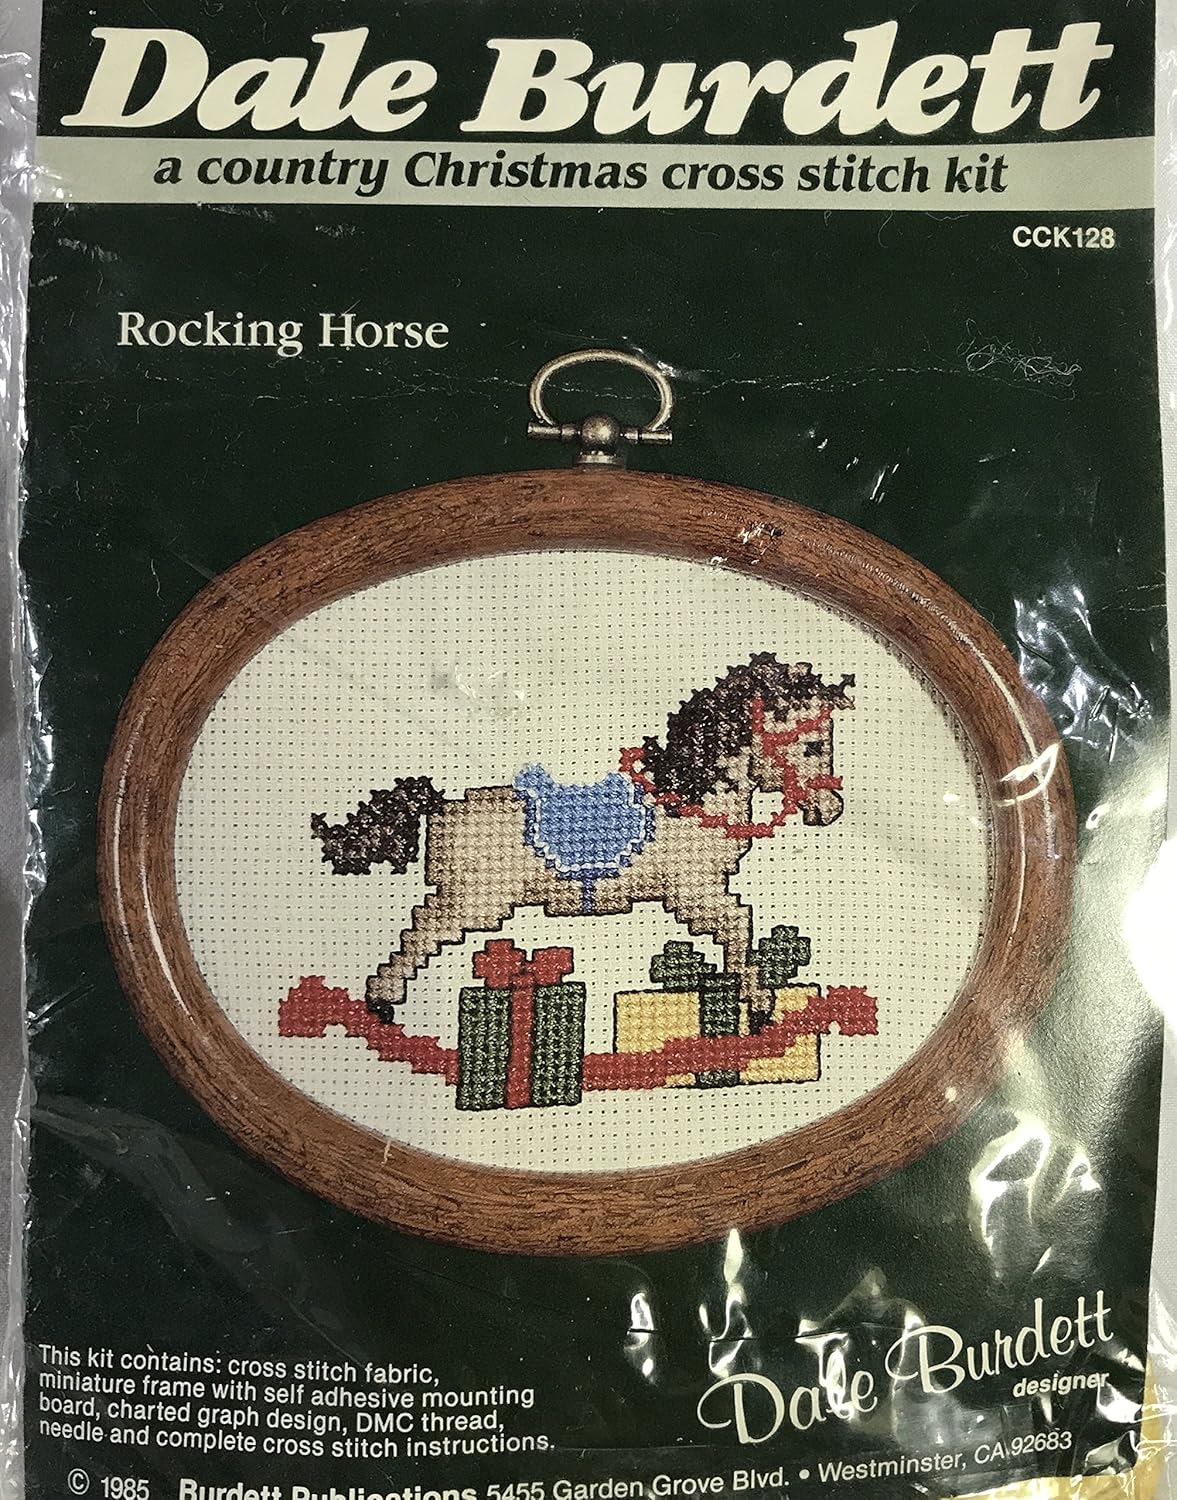 Dale Burdett
a country Christmas cross stitch kit
CCK128
Rocking Horse
This kit contains: cross stitch fabric,
miniature frame with self adhesive mounting
board, charted graph design, DMC thread,
needle and complete cross stitch instructions.
Dale Burdett
designer
© 1985 Burdett Publications 5455 Garden Grove Blvd. • Westminster, CA 92683